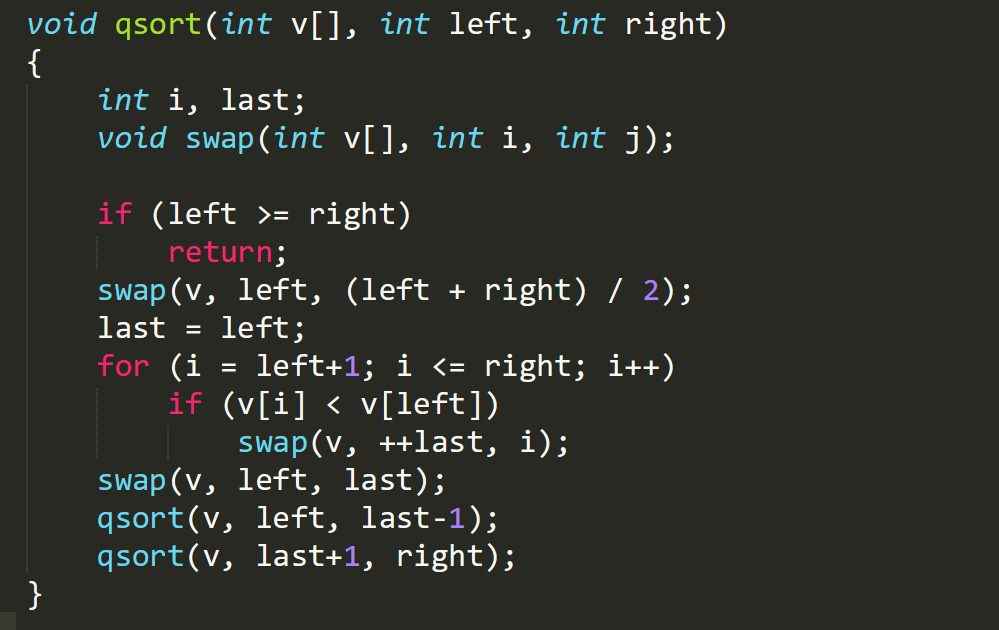 void qsort(int v[], int left, int right)
{
    int i, last;
    void swap(int v[], int i, int j);

    if (left >= right)
        return;
    swap(v, left, (left + right) / 2);
    last = left;
    for (i = left+1; i <= right; i++)
        if (v[i] < v[left])
            swap(v, ++last, i);
    swap(v, left, last);
    qsort(v, left, last-1);
    qsort(v, last+1, right);
}